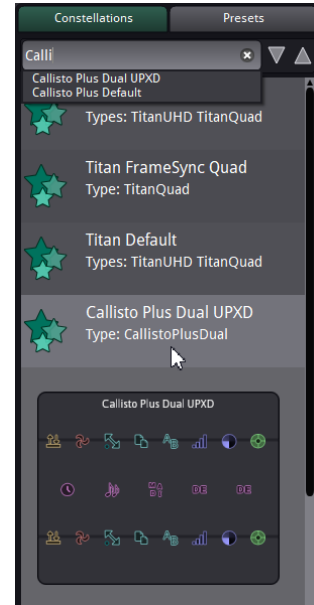 Constellations Presets
Calli
Callisto Plus Dual UPXD
Callisto Plus Default
Types: TitanUHD TitanQuad
Titan FrameSync Quad
Type: TitanQuad
Titan Default
Types: TitanUHD TitanQuad
Callisto Plus Dual UPXD
Type: CallistoPlusDual
Callisto Plus Dual UPXD